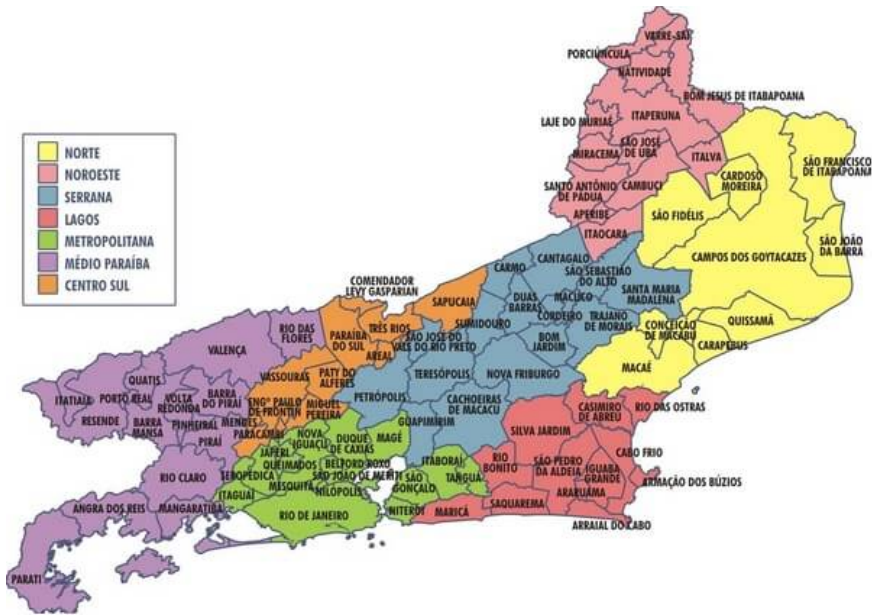 VARRE-SAI
PORCIÚNCULA
NATIVIDADE
BOM JESUS DE ITABAPOANA
ITAPERUNA
LAJE DO MURIAÉ
SÃO JOSÉ
DE UBÁ
MIRACEMA
ITALVA
NORTE
NOROESTE
SERRANA
LAGOS
METROPOLITANA
MÉDIO PARAÍBA
CENTRO SUL
SÃO FRANCISCO
DE ITABAPOANA
CARDOSO
MOREIRA
SANTO ANTÔNIO
DE PÁDUA
CAMBUCI
APERIBÉ
SÃO FIDÉLIS
ITAOCARA
CAMPOS DOS GOYTACAZES
SÃO JOÃO
DA BARRA
CANTAGALO
CARMO
SÃO SEBASTIÃO
DO ALTO
SANTA MARIA
MADALENA
COMENDADOR
LEVY GASPARIAN
SAPUCAIA
DUAS
BARRAS
MACUCO
CORDEIRO
TRAJANO
DE MORAIS
SUMIDOURO
QUISSAMÃ
CONCEIÇÃO
DE MACABU
CARAPEBUS
RIO DAS
FLORES
TRÊS RIOS
PARAÍBA
DO SUL
AREAL
SÃO JOSÉ DO
VALE DO RIO PRETO
BOM
JARDIM
MACAÉ
VALENÇA
VASSOURAS
PATY DO
ALFERES
TERESÓPOLIS
NOVA FRIBURGO
ITATIAIA
QUATIS
PORTO REAL
VOLTA
REDONDA
BARRA
DO PIRAÍ
RESENDE
BARRA
MANSA
PINHEIRAL
PIRAÍ
MENDES
ENGº PAULO
DE FRONTIN
MIGUEL
PEREIRA
PARACAMBI
PETRÓPOLIS
CACHOEIRAS
DE MACACU
GUAPIMIRIM
CASIMIRO
DE ABREU
RIO DAS OSTRAS
SILVA JARDIM
NOVA
IGUAÇU
DUQUE
DE CAXIAS
MAGÉ
JAPERI
QUEIMADOS
BELFORD ROXO
SEROPÉDICA
SÃO JOÃO DE MERITI
MESQUITA
NILÓPOLIS
ITAGUAÍ
ITABORAÍ
SÃO
GONÇALO
TANGUÁ
RIO
BONITO
SÃO PEDRO
DA ALDEIA
IGUABA
GRANDE
CABO FRIO
ARMAÇÃO DOS BÚZIOS
ARARUAMA
SAQUAREMA
ARRAIAL DO CABO
RIO CLARO
ANGRA DOS REIS
MANGARATIBA
RIO DE JANEIRO
NITERÓI
MARICÁ
PARATI